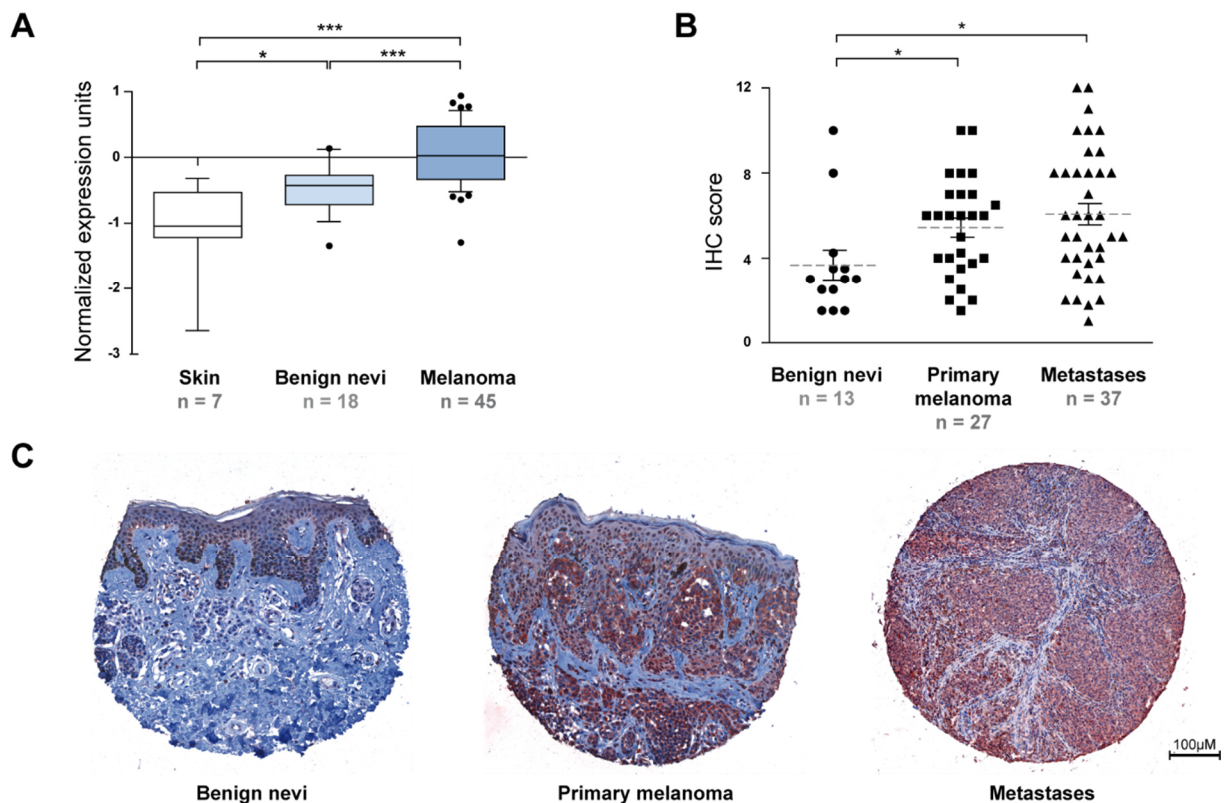 A
***
*
***
Normalized expression units
1
0
-1
-2
-3
Skin
n = 7
Benign nevi
n = 18
Melanoma
n = 45
B
*
*
IHC score
12
8
4
0
Benign nevi
n = 13
Primary
melanoma
n = 27
Metastases
n = 37
C
100µM
Benign nevi
Primary melanoma
Metastases